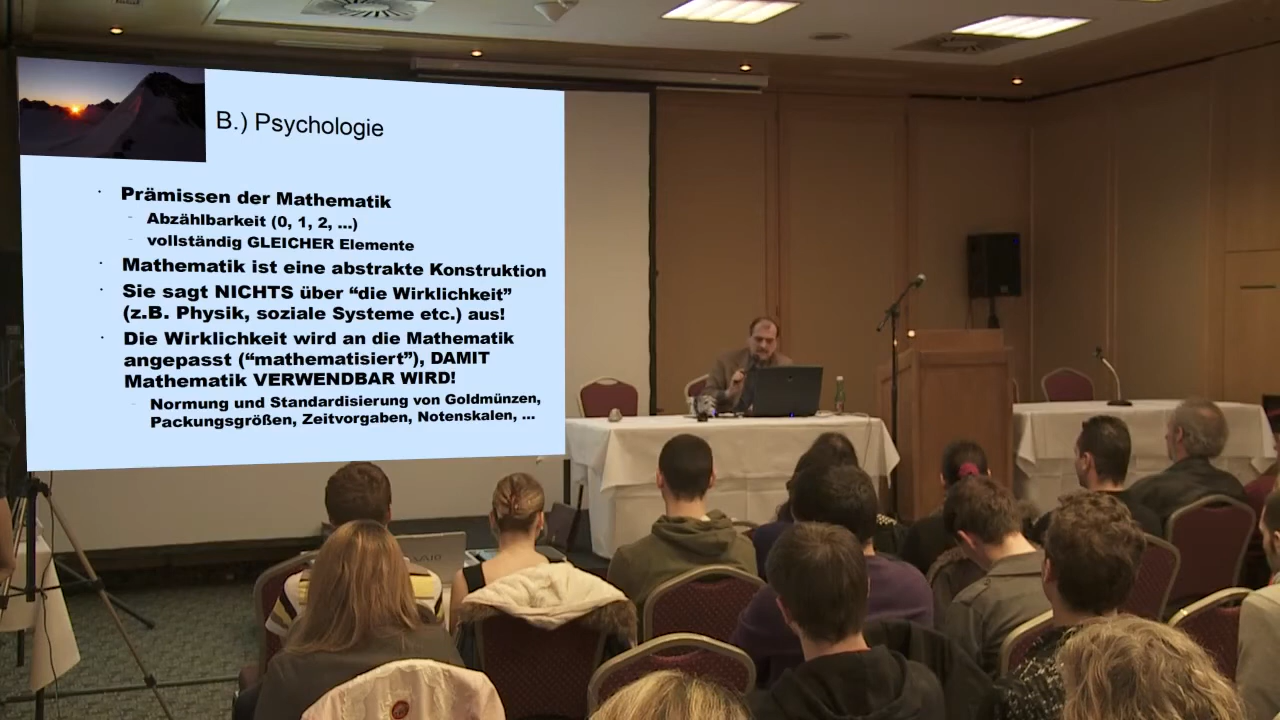 B.) Psychologie
Prämissen der Mathematik
Abzählbarkeit (0, 1, 2, ...)
vollständig GLEICHER Elemente
Mathematik ist eine abstrakte Konstruktion
Sie sagt NICHTS über “die Wirklichkeit”
(z.B. Physik, soziale Systeme etc.) aus!
Die Wirklichkeit wird an die Mathematik
angepasst (“mathematisiert”), DAMIT
Mathematik VERWENDBAR WIRD!
Normung und Standardisierung von Goldmünzen,
Packungsgrößen, Zeitvorgaben, Notenskalen, ...